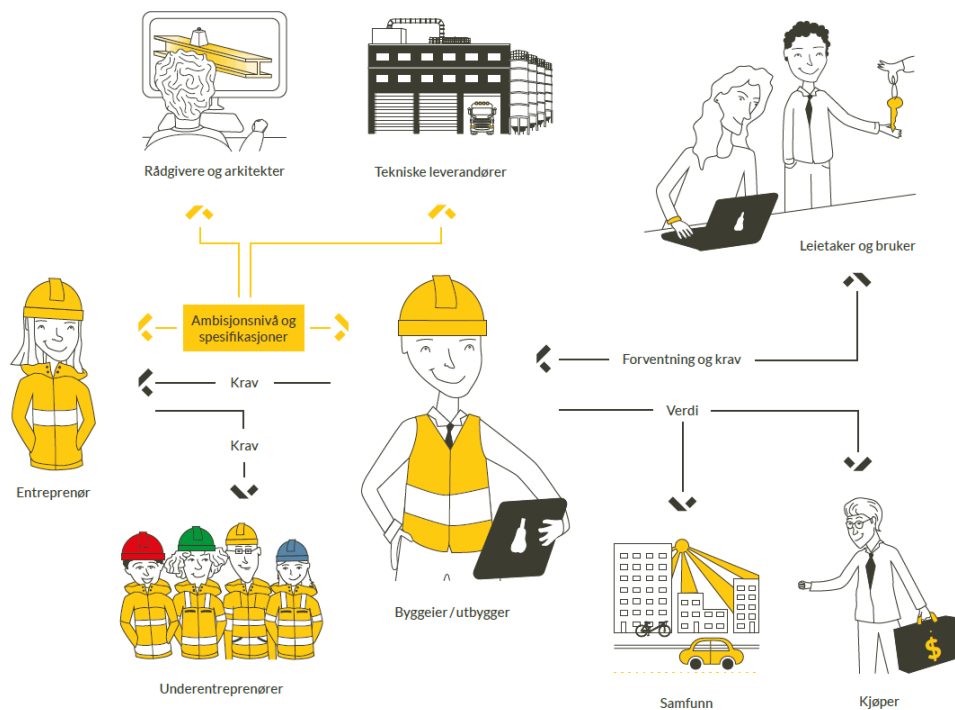 Rådgivere og arkitekter
Tekniske leverandører
Leietaker og bruker
Ambisjonsnivå og
spesifikasjoner
Forventning og krav
Krav
Verdi
Krav
Entreprenør
Byggeier/utbygger
Underentreprenører
Samfunn
Kjøper
$